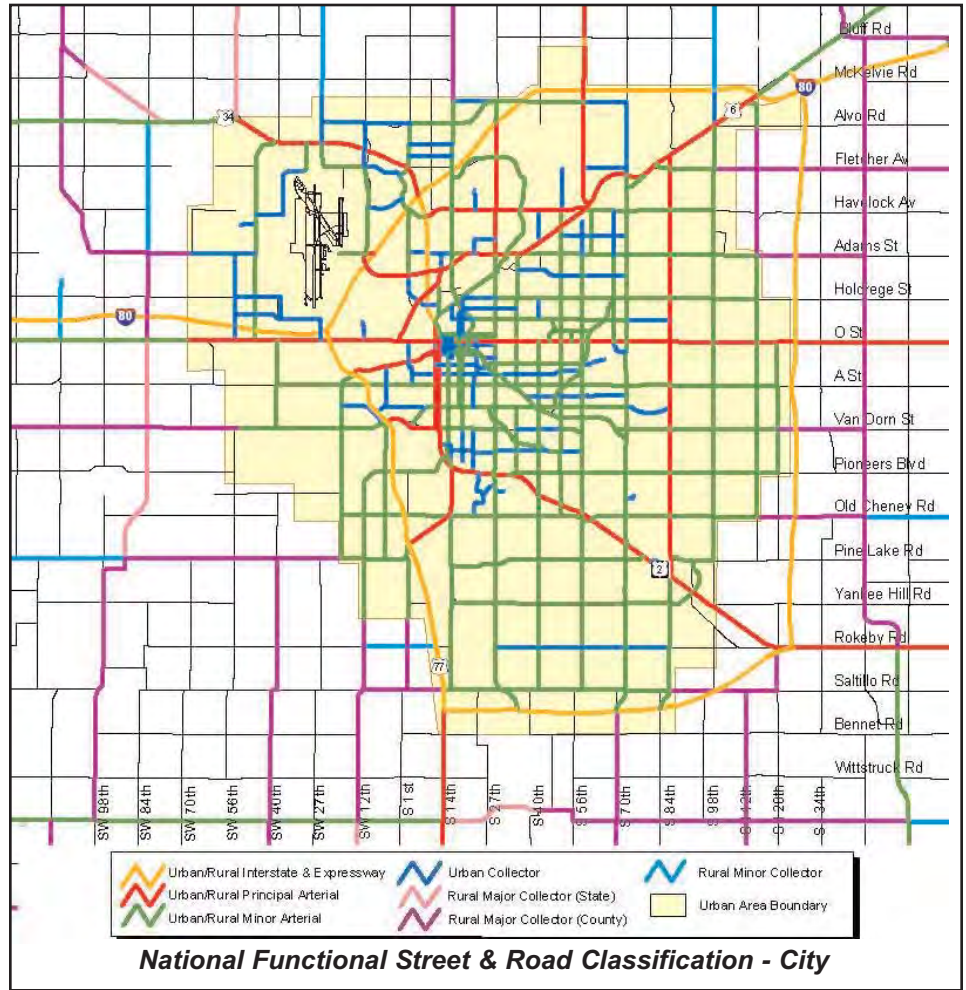 Bluff Rd
McKelvie Rd
80
6
Alvo Rd
34
Fletcher Av
Havelock Av
Adams St
Holdrege St
80
O St
A St
Van Dorn St
Pioneers Blvd
Old Cheney Rd
Pine Lake Rd
2
Yankee Hill Rd
Rokeby Rd
77
Saltillo Rd
Bennet Rd
Wittstruck Rd
SW 98th
SW 84th
SW 70th
SW 56th
SW 40th
SW 27th
SW 12th
S 1st
S 14th
S 27th
S 40th
S 56th
S 70th
S 84th
S 98th
S 112th
S 120th
S 134th
Urban/Rural Interstate & Expressway
Urban/Rural Principal Arterial
Urban/Rural Minor Arterial
Urban Collector
Rural Major Collector (State)
Rural Major Collector (County)
Rural Minor Collector
Urban Area Boundary
National Functional Street & Road Classification - City